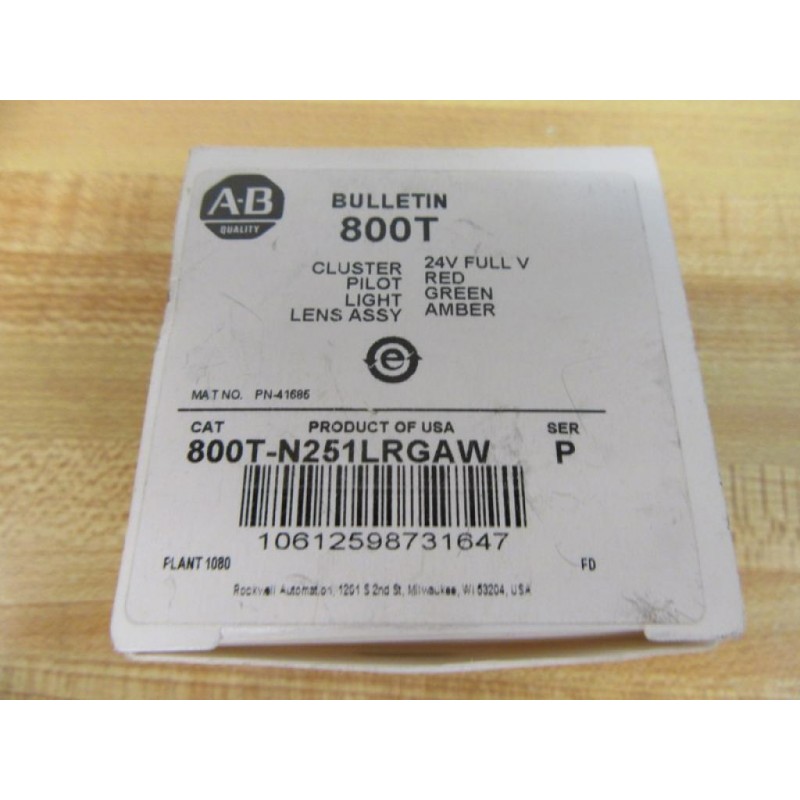 A-B
QUALITY
BULLETIN
800T
CLUSTER 24V FULL V
PILOT RED
LIGHT GREEN
LENS ASSY AMBER
e
MAT NO. PN-41686
CAT PRODUCT OF USA SER
800T-N251LRGAW P
10612598731647
PLANT 1080 FD
Rockwell Automation, 1201 S 2nd St, Milwaukee, WI 53204, USA